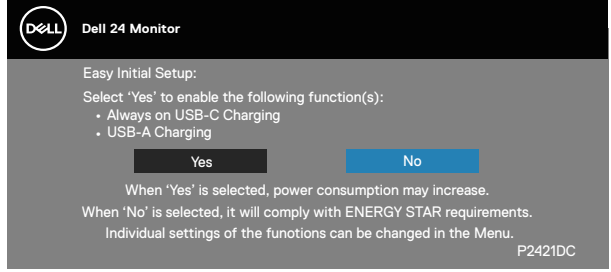 DELL Dell 24 Monitor
Easy Initial Setup:
Select ‘Yes’ to enable the following function(s):
• Always on USB-C Charging
• USB-A Charging
Yes No
When ‘Yes’ is selected, power consumption may increase.
When ‘No’ is selected, it will comply with ENERGY STAR requirements.
Individual settings of the funotions can be changed in the Menu.
P2421DC